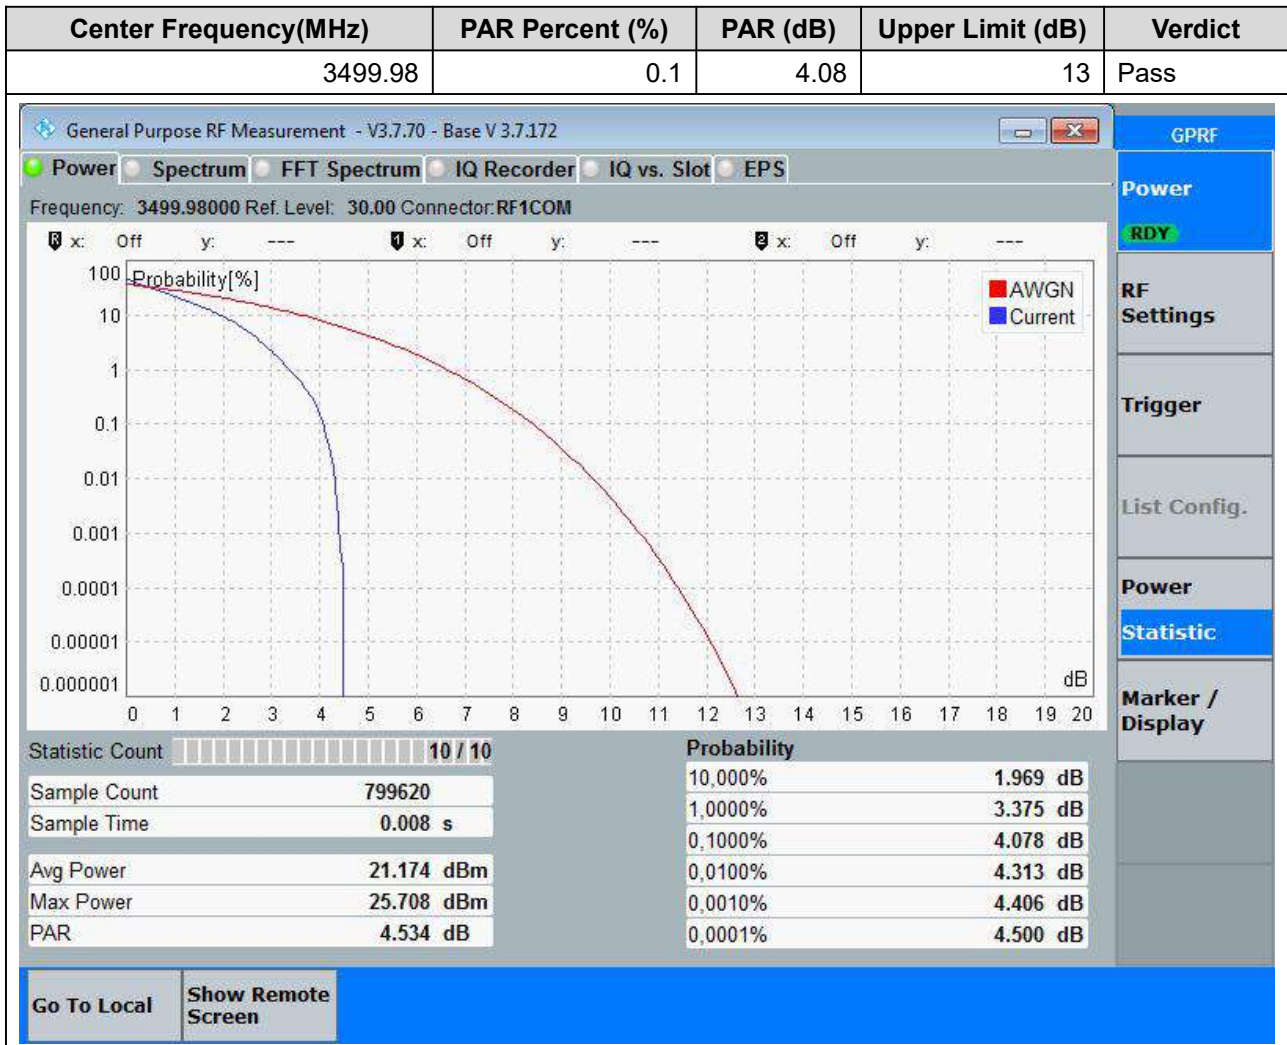 Center Frequency(MHz) PAR Percent (%) PAR (dB) Upper Limit (dB) Verdict
3499.98 0.1 4.08 13 Pass
General Purpose RF Measurement - V3.7.70 - Base V 3.7.172
GPRF
Power Spectrum FFT Spectrum IQ Recorder IQ vs. Slot EPS
Frequency: 3499.98000 Ref. Level: 30.00 Connector: RF1COM
R x: Off y: --- 1 x: Off y: --- 2 x: Off y: ---
Probability[%]
AWGN
Current
100
10
1
0.1
0.01
0.001
0.0001
0.00001
0.000001
dB
0 1 2 3 4 5 6 7 8 9 10 11 12 13 14 15 16 17 18 19 20
Statistic Count 10 / 10
Sample Count 799620
Sample Time 0.008 s
Avg Power 21.174 dBm
Max Power 25.708 dBm
PAR 4.534 dB
Probability
10,000% 1.969 dB
1,0000% 3.375 dB
0,1000% 4.078 dB
0,0100% 4.313 dB
0,0010% 4.406 dB
0,0001% 4.500 dB
Power
RDY
RF
Settings
Trigger
List Config.
Power
Statistic
Marker /
Display
Go To Local
Show Remote
Screen